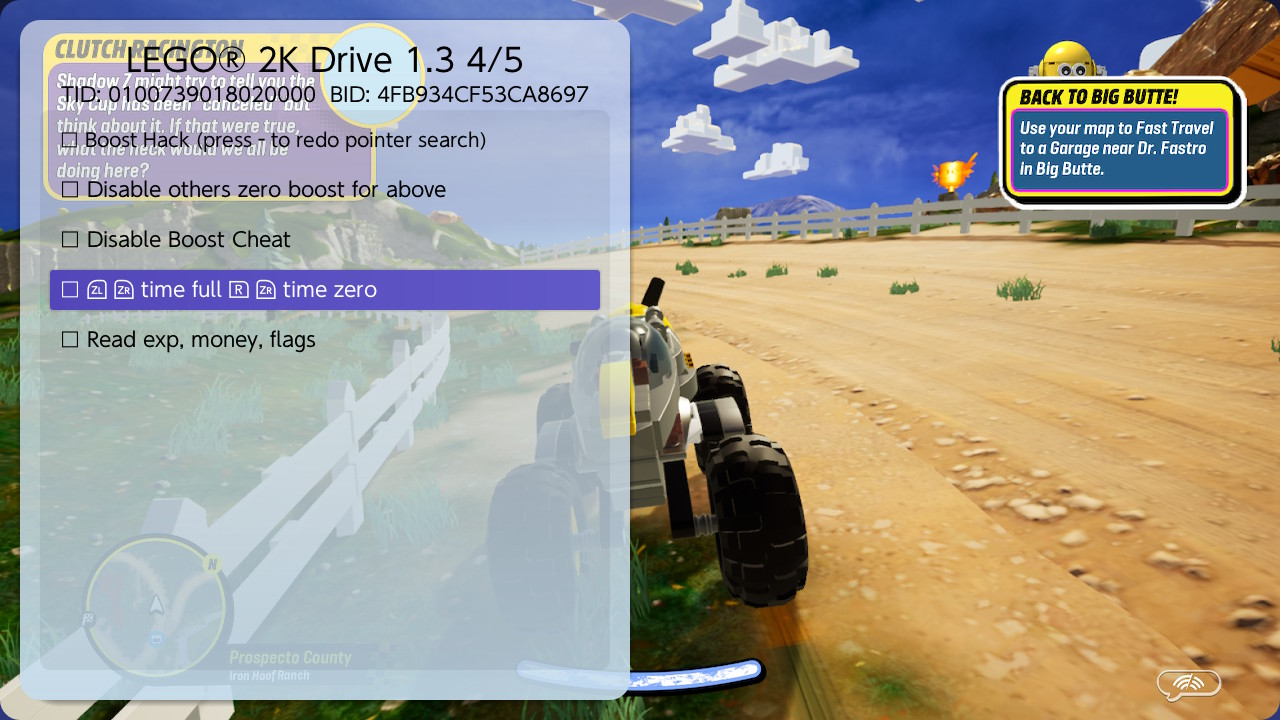 LEGO® 2K Drive 1.3 4/5
TID: 0100739018020000 BID: 4FB934CF53CA8697
☐ Boost Hack (press - to redo pointer search)
☐ Disable others zero boost for above
☐ Disable Boost Cheat
☐ ZL ZR time full R ZR time zero
☐ Read exp, money, flags
CLUTCH RACINGTON
Shadow Z might try to tell you the
Sky Cup has been "canceled" but
think about it. If that were true,
what the heck would we all be
doing here?
BACK TO BIG BUTTE!
Use your map to Fast Travel
to a Garage near Dr. Fastro
in Big Butte.
N
Prospecto County
Iron Hoof Ranch